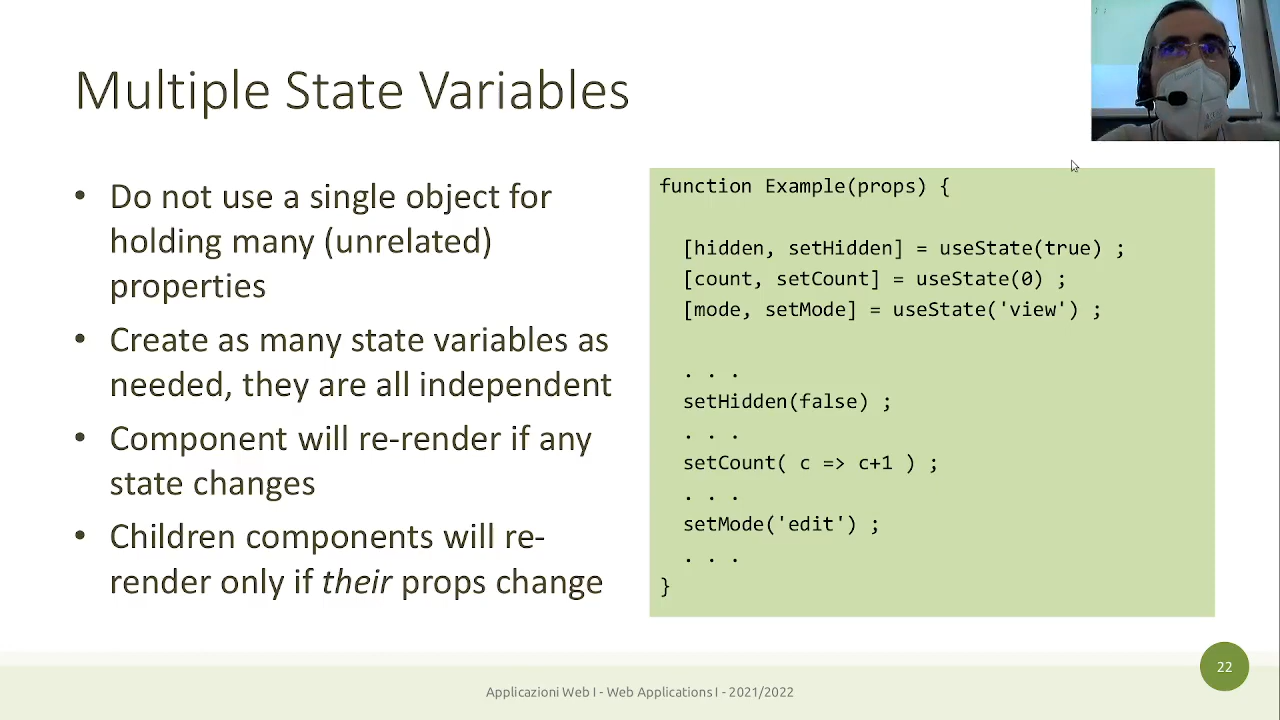 Multiple State Variables
• Do not use a single object for
holding many (unrelated)
properties
• Create as many state variables as
needed, they are all independent
• Component will re-render if any
state changes
• Children components will re-
render only if their props change
function Example(props) {
[hidden, setHidden] = useState(true) ;
[count, setCount] = useState(0) ;
[mode, setMode] = useState('view') ;
. . .
setHidden(false) ;
. . .
setCount( c => c+1 ) ;
. . .
setMode('edit') ;
. . .
}
22
Applicazioni Web I - Web Applications I - 2021/2022